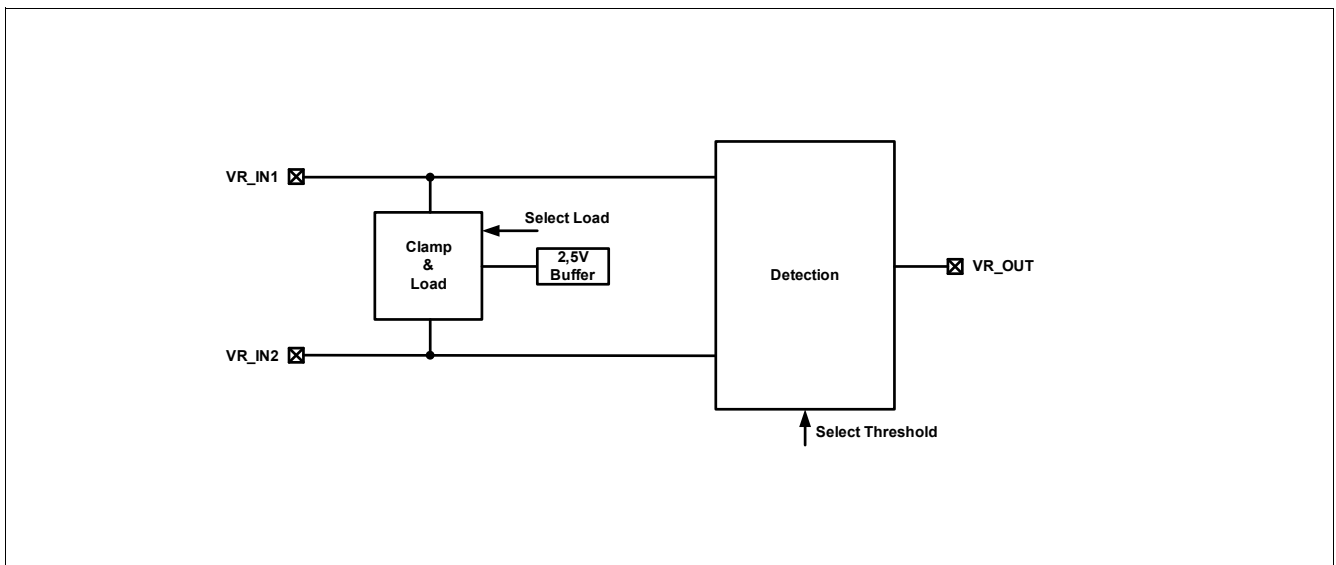 VR_IN1
Select Load
Clamp
&
Load
2,5V
Buffer
Detection
VR_OUT
VR_IN2
Select Threshold